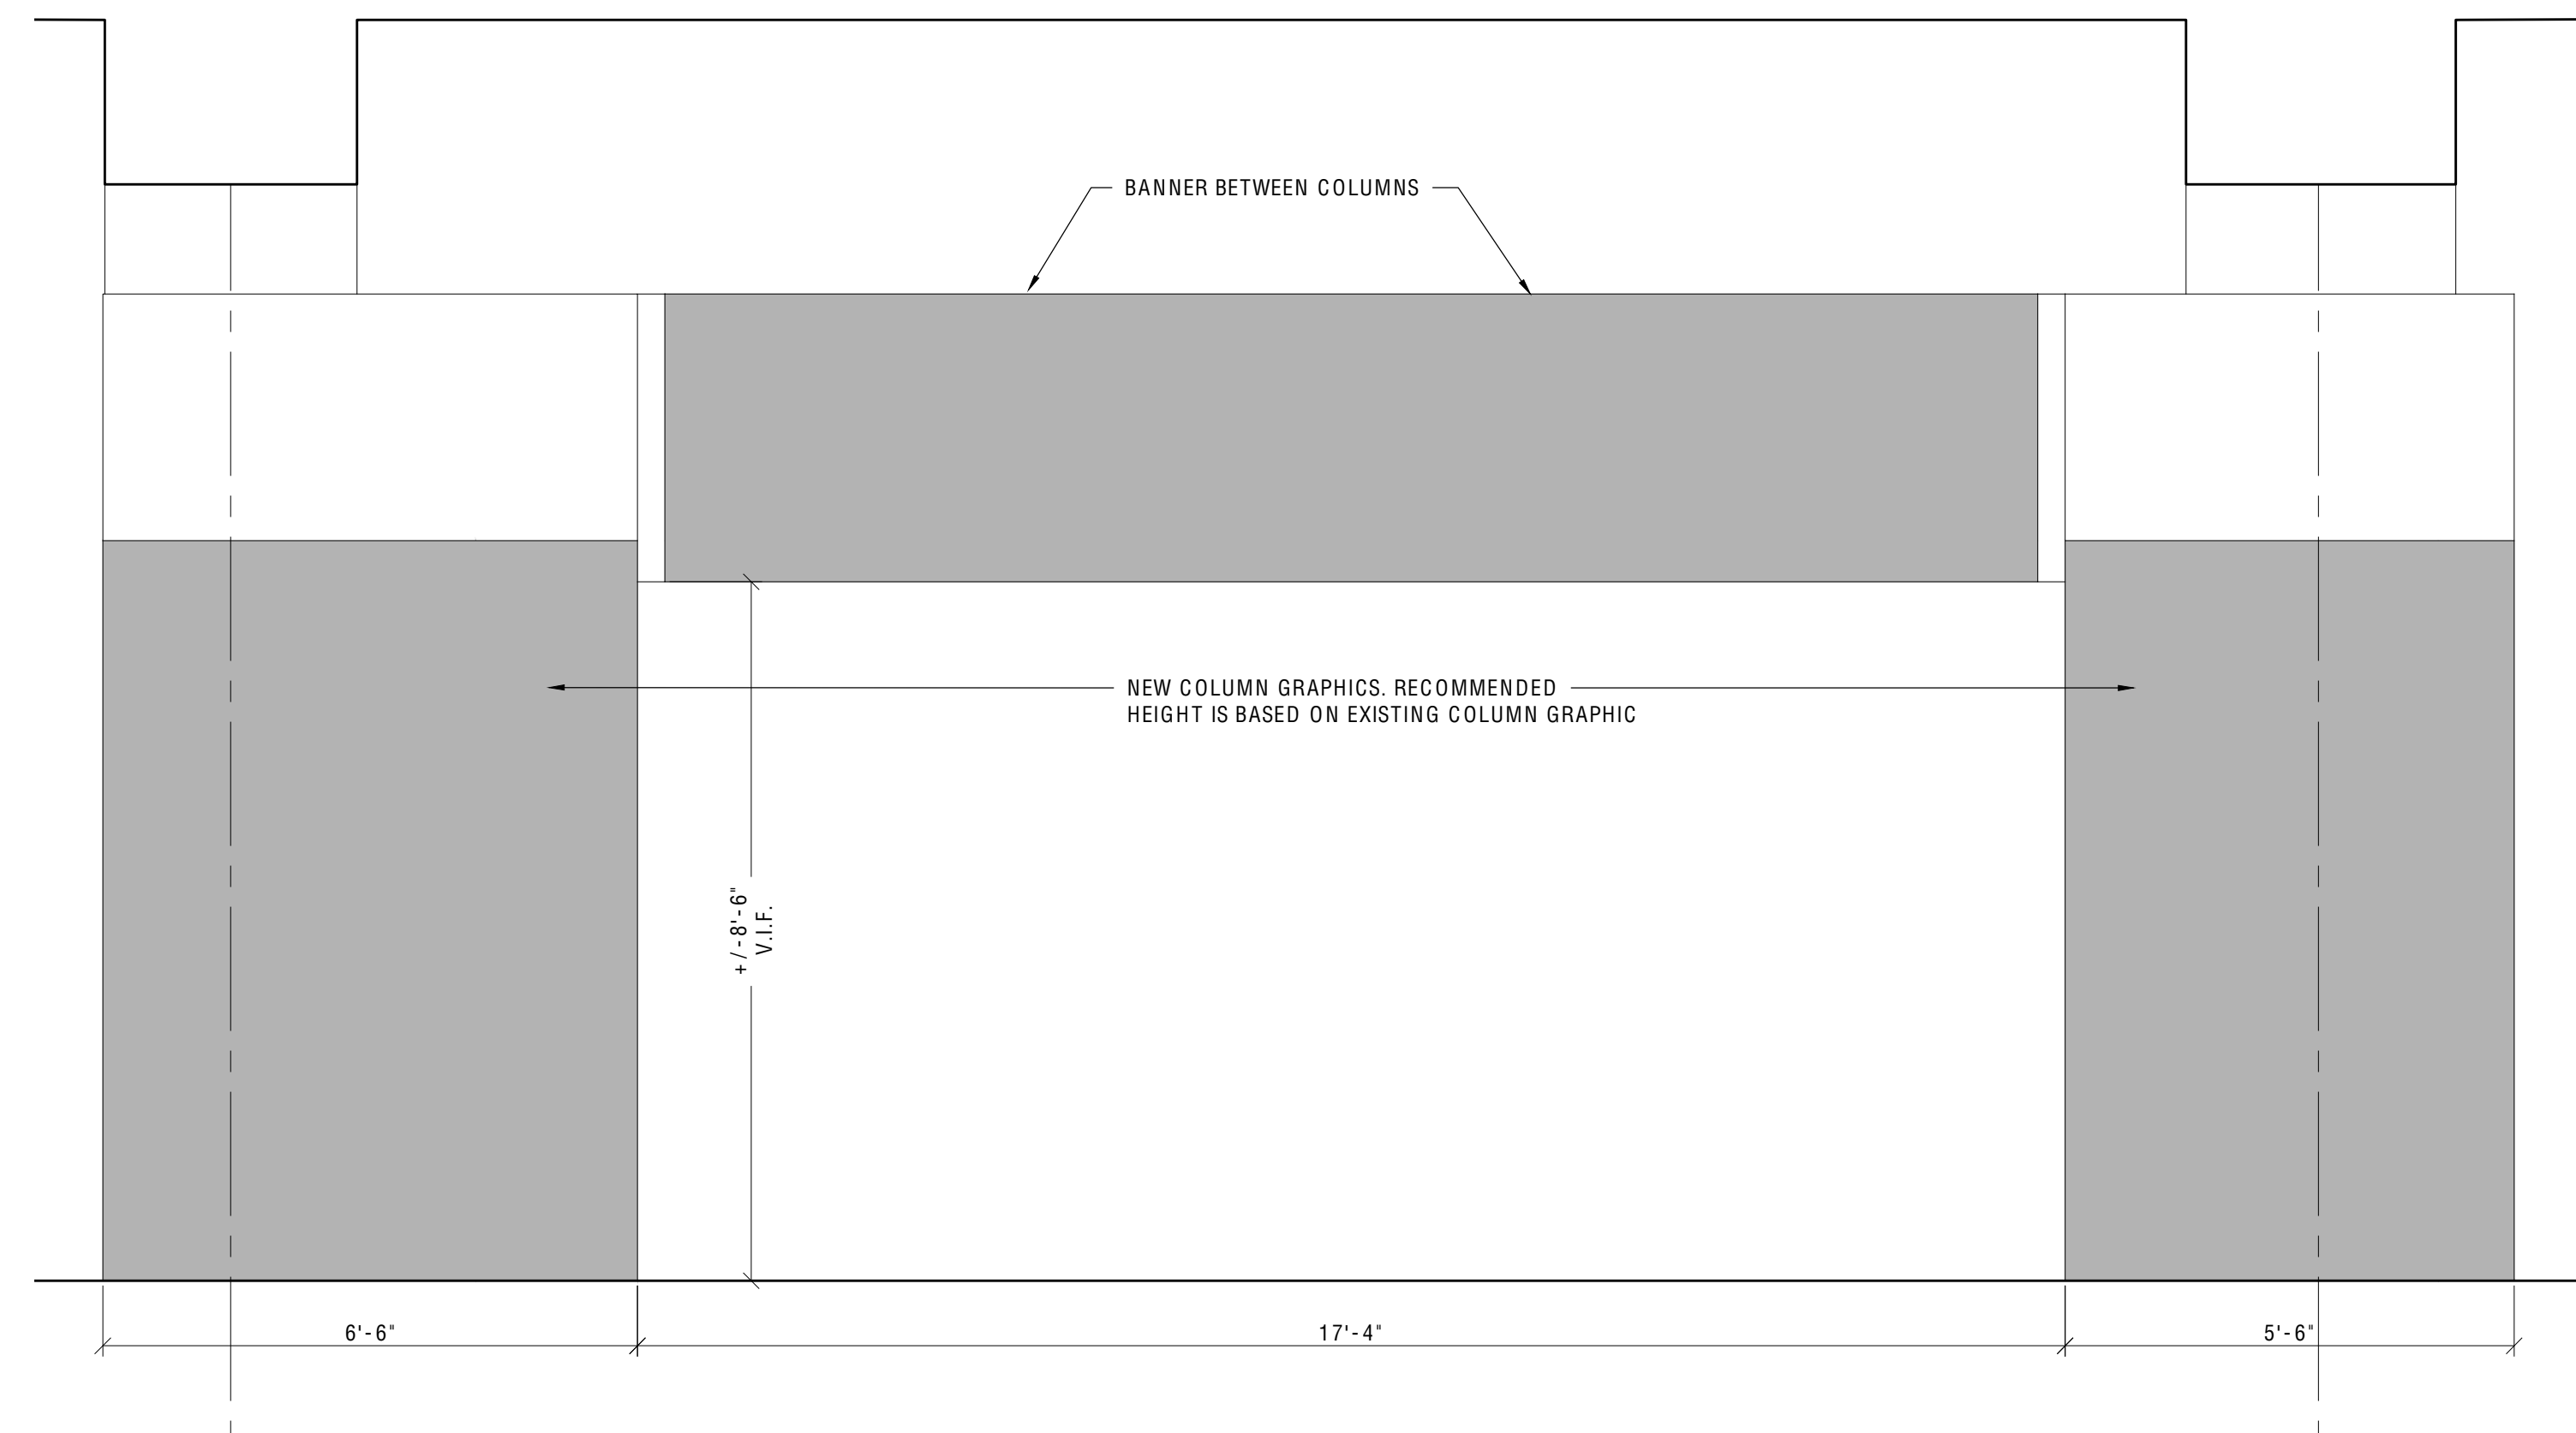 BANNER BETWEEN COLUMNS
NEW COLUMN GRAPHICS. RECOMMENDED
HEIGHT IS BASED ON EXISTING COLUMN GRAPHIC
+/-8'-6"
V.I.F.
6'-6"
17'-4"
5'-6"